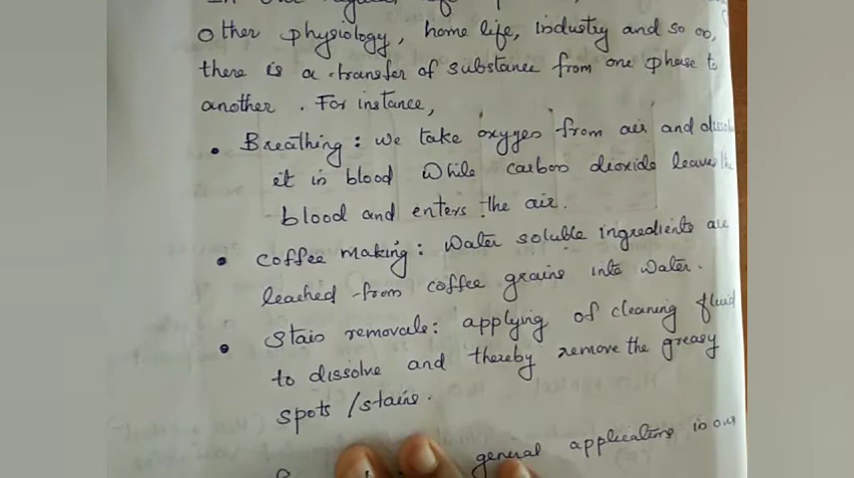 other physiology, home life, industry and so on,
there is a transfer of substance from one phase to
another. For instance,
• Breathing: we take oxygen from air and
it in blood while carbon dioxide leaves the
blood and enters the air.
• Coffee making: Water soluble ingredients are
leached from coffee grains into water.
• Stain removals: applying of cleaning fluid
to dissolve and thereby remove the greasy
spots/stains.
general applications in our